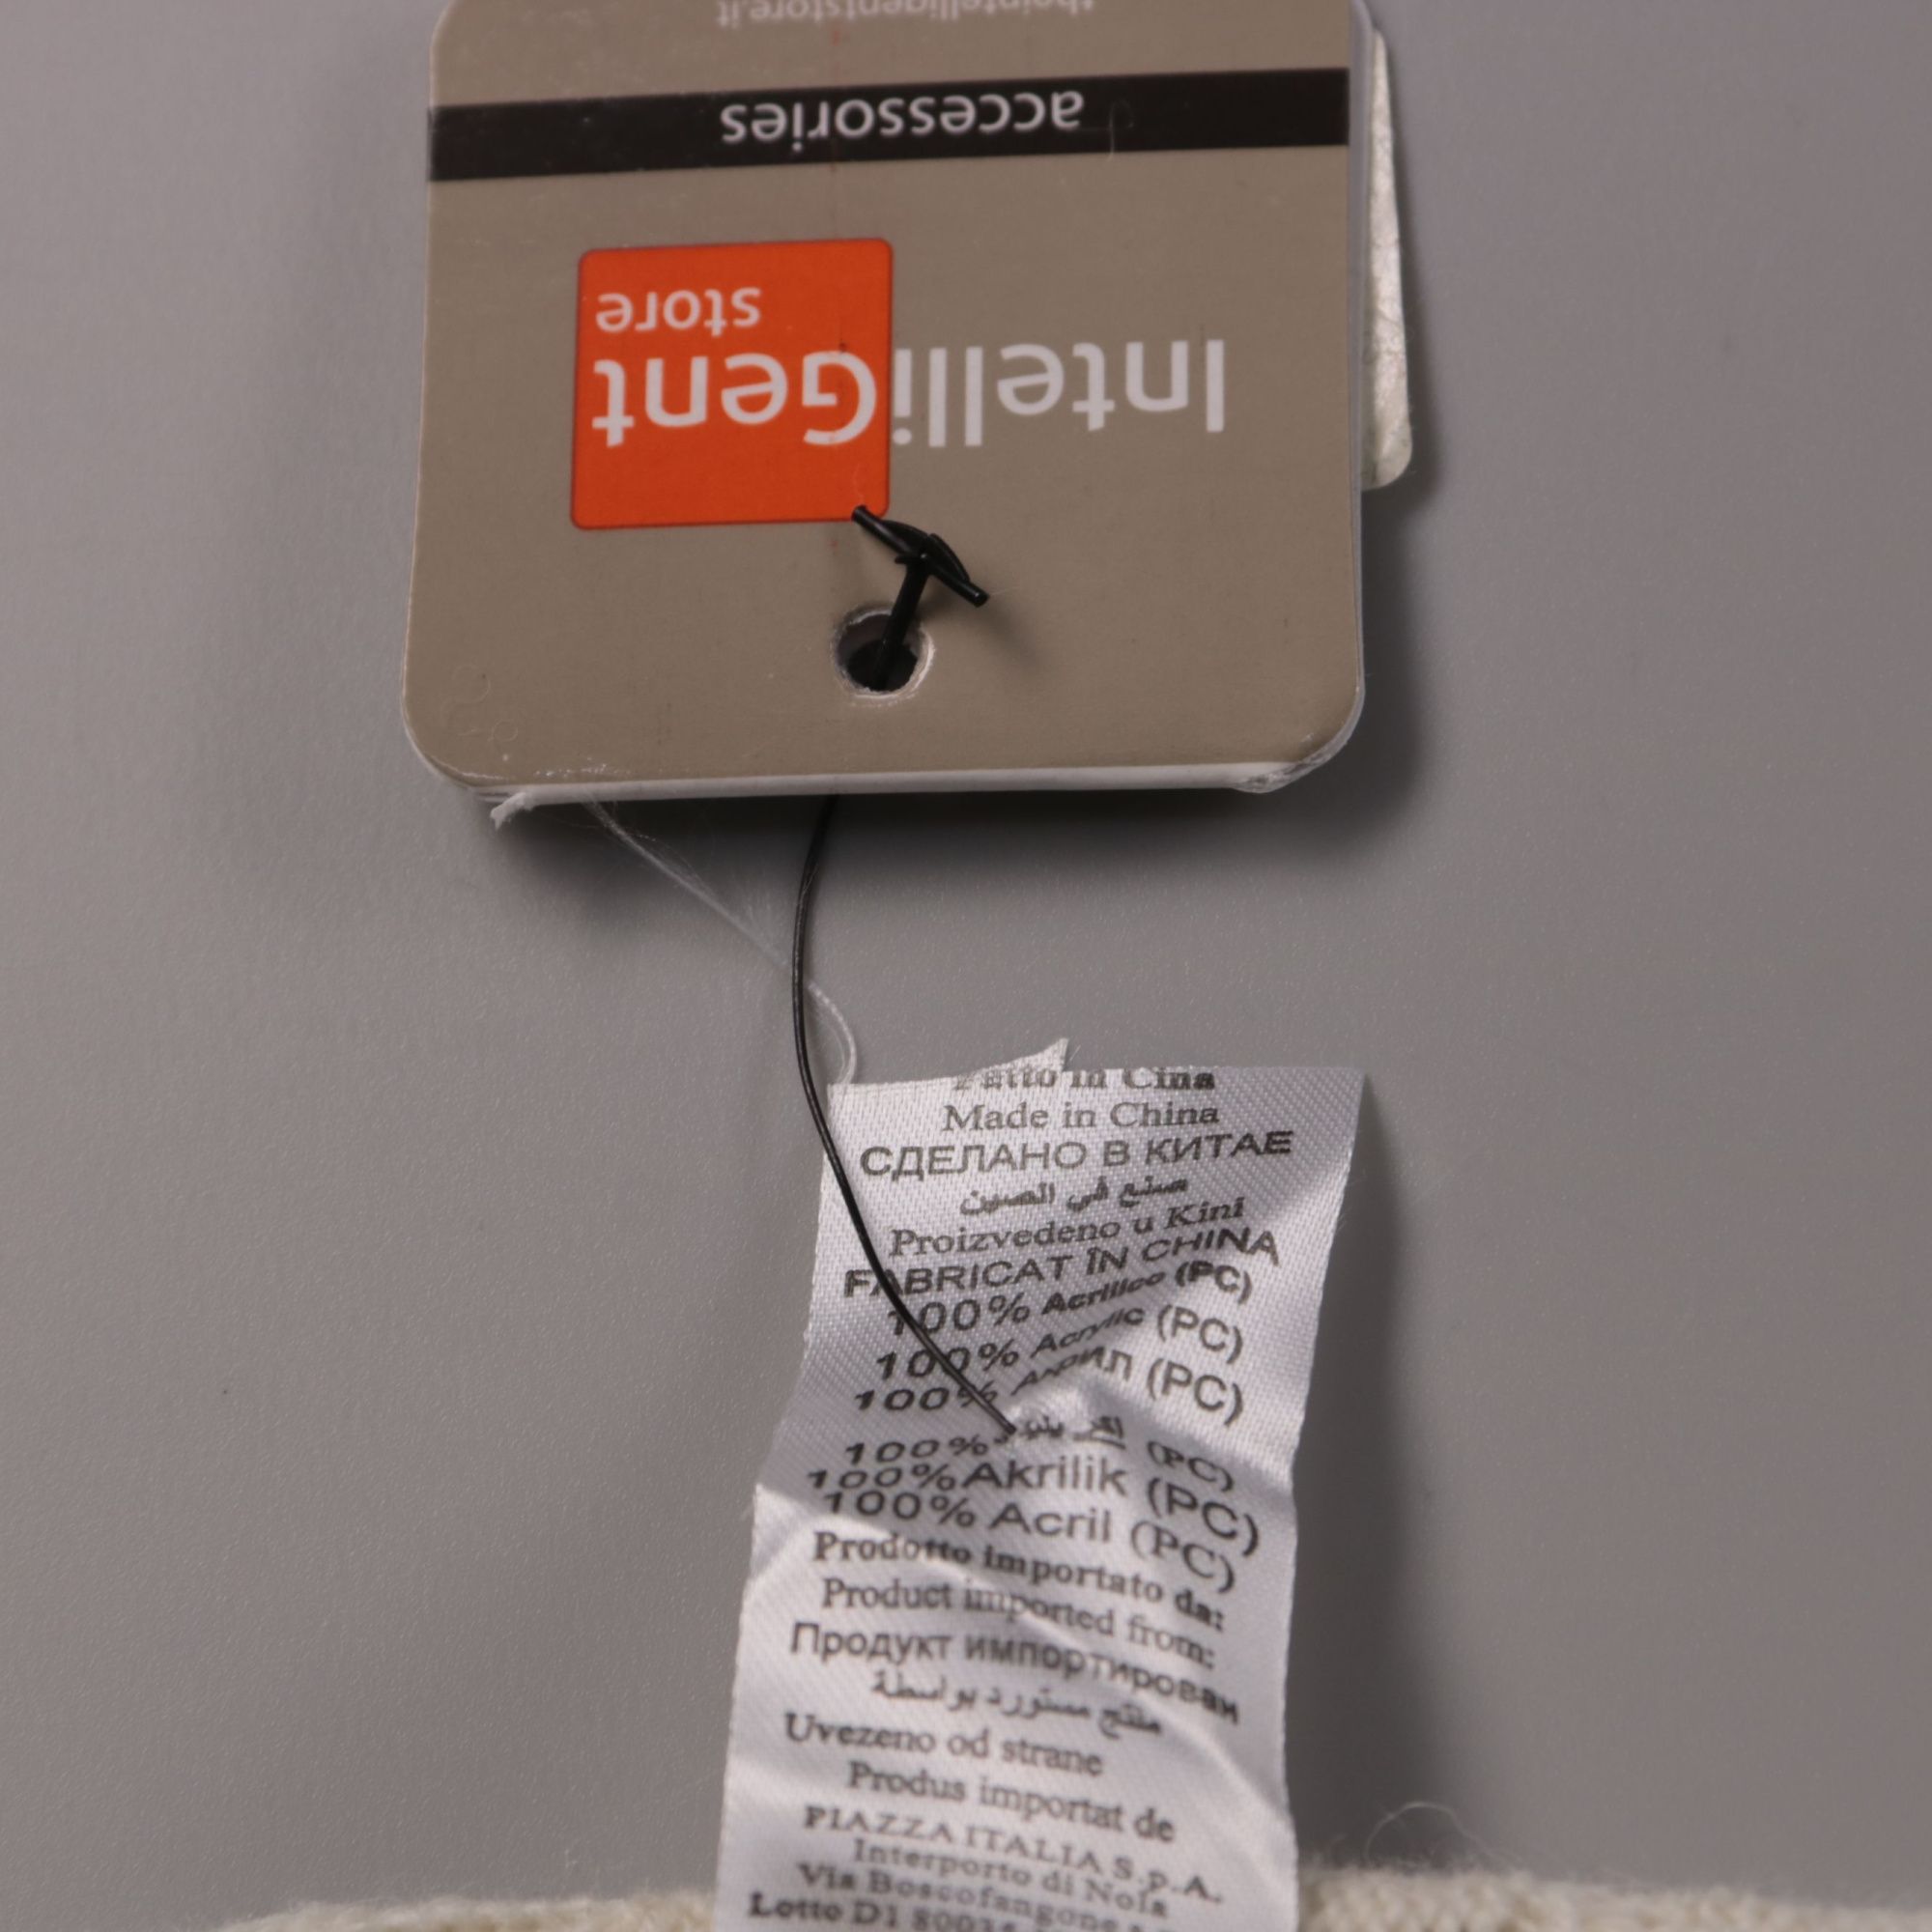 IntelliGent
store
accessories
theintelligentstore.it
Fatto in Cina
Made in China
СДЕЛАНО В КИТАЕ
صنع في الصين
Proizvedeno u Kini
FABRICAT ÎN CHINA
100% Acrilico (PC)
100% Acrylic (PC)
100% Акрил (PC)
100% (PC)
100% Akrilik (PC)
100% Acril (PC)
Prodotto importato da:
Product imported from:
Продукт импортирован
منتج مستورد بواسطة
Uvezeno od strane
Produs importat de
PIAZZA ITALIA S.p.A.
Interporto di Nola
Via Boscofangone
Lotto D1